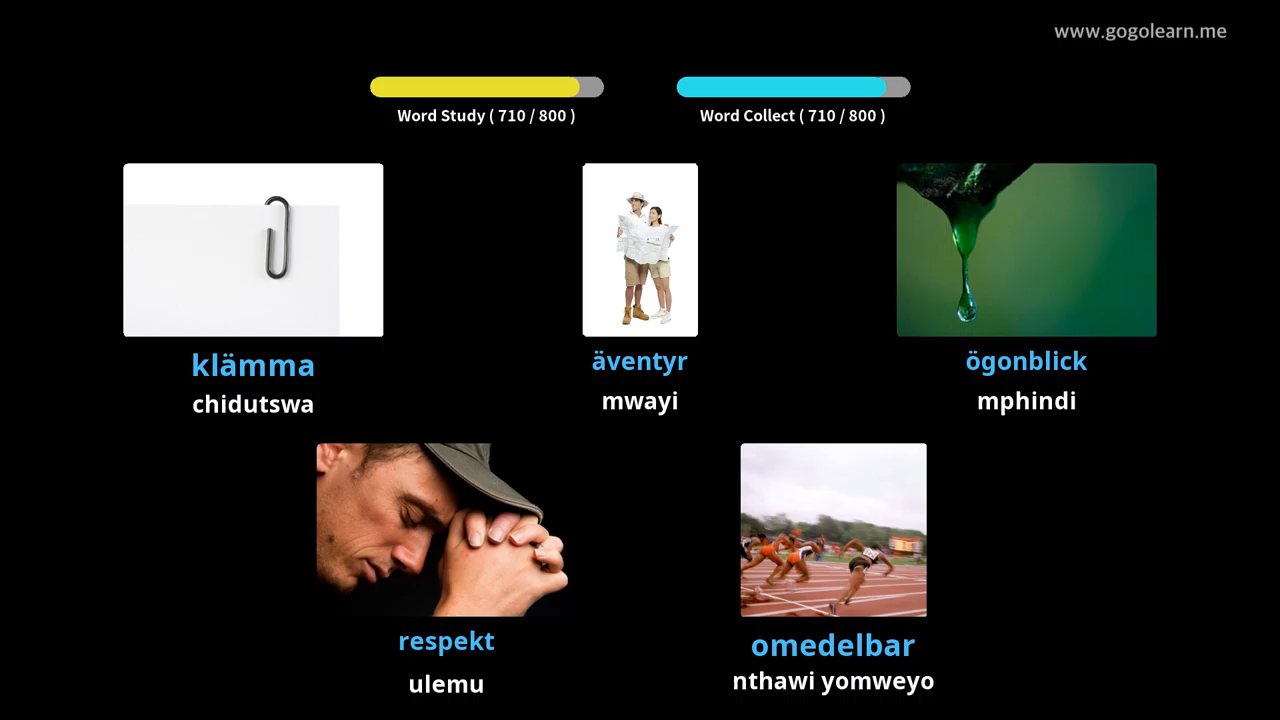 www.gogolearn.me
Word Study ( 710 / 800 )
Word Collect ( 710 / 800 )
klämma
chidutswa
äventyr
mwayi
ögonblick
mphindi
respekt
ulemu
omedelbar
nthawi yomweyo